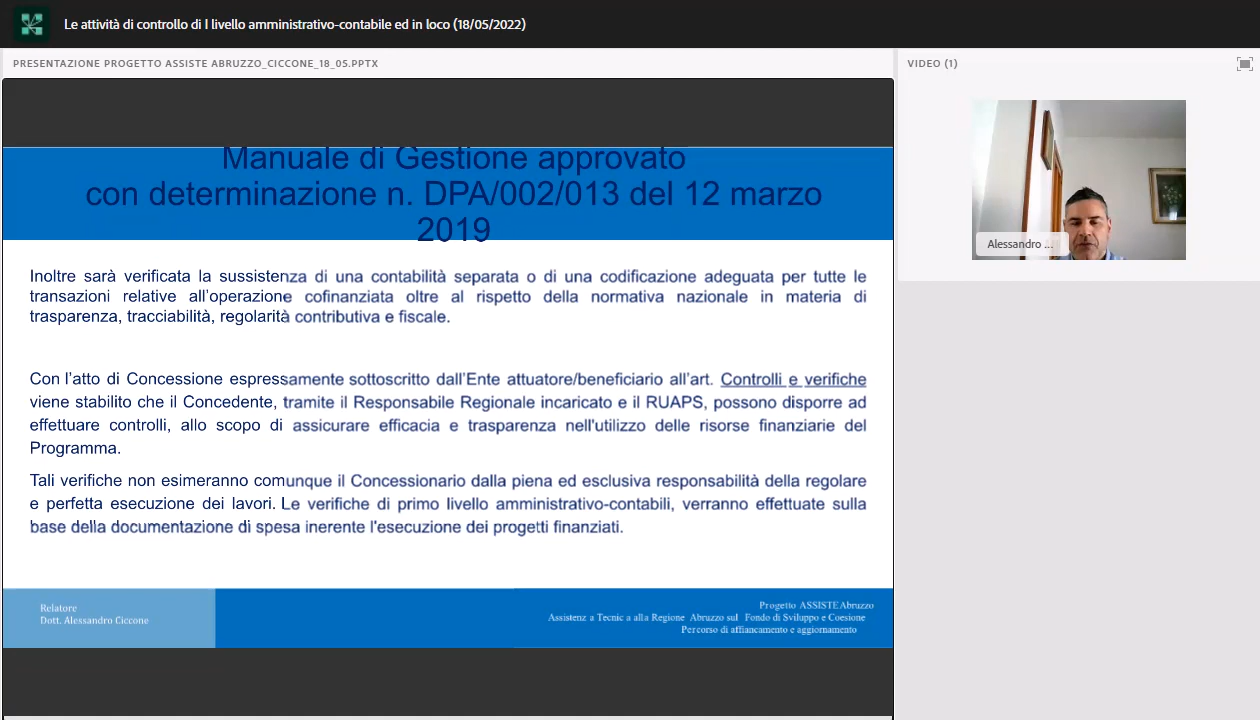 Le attività di controllo di I livello amministrativo-contabile ed in loco (18/05/2022)
PRESENTAZIONE PROGETTO ASSISTE ABRUZZO_CICCONE_18_05.PPTX
VIDEO (1)
Manuale di Gestione approvato
con determinazione n. DPA/002/013 del 12 marzo
2019
Inoltre sarà verificata la sussistenza di una contabilità separata o di una codificazione adeguata per tutte le
transazioni relative all'operazione cofinanziata oltre al rispetto della normativa nazionale in materia di
trasparenza, tracciabilità, regolarità contributiva e fiscale.
Con l'atto di Concessione espressamente sottoscritto dall'Ente attuatore/beneficiario all'art. Controlli e verifiche
viene stabilito che il Concedente, tramite il Responsabile Regionale incaricato e il RUAPS, possono disporre ad
effettuare controlli, allo scopo di assicurare efficacia e trasparenza nell'utilizzo delle risorse finanziarie del
Programma.
Tali verifiche non esimeranno comunque il Concessionario dalla piena ed esclusiva responsabilità della regolare
e perfetta esecuzione dei lavori. Le verifiche di primo livello amministrativo-contabili, verranno effettuate sulla
base della documentazione di spesa inerente l'esecuzione dei progetti finanziati.
Alessandro ...
Relatore
Dott. Alessandro Ciccone
Progetto ASSISTE Abruzzo
Assistenz a Tecnic a alla Regione Abruzzo sul Fondo di Sviluppo e Coesione
Percorso di affiancamento e aggiornamento